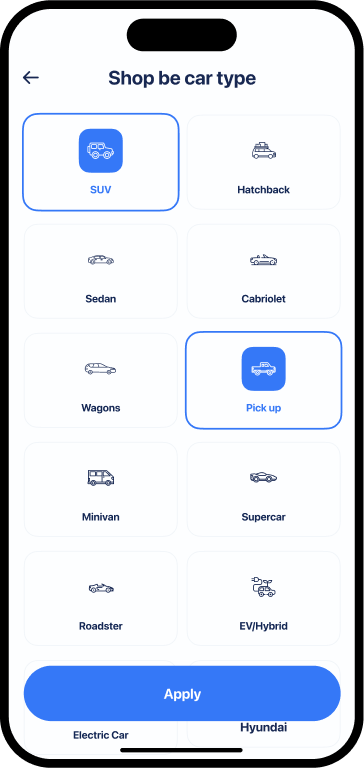 Shop be car type
SUV
Hatchback
Sedan
Cabriolet
Wagons
Pick up
Minivan
Supercar
Roadster
EV/Hybrid
Apply
Electric Car
Hyundai